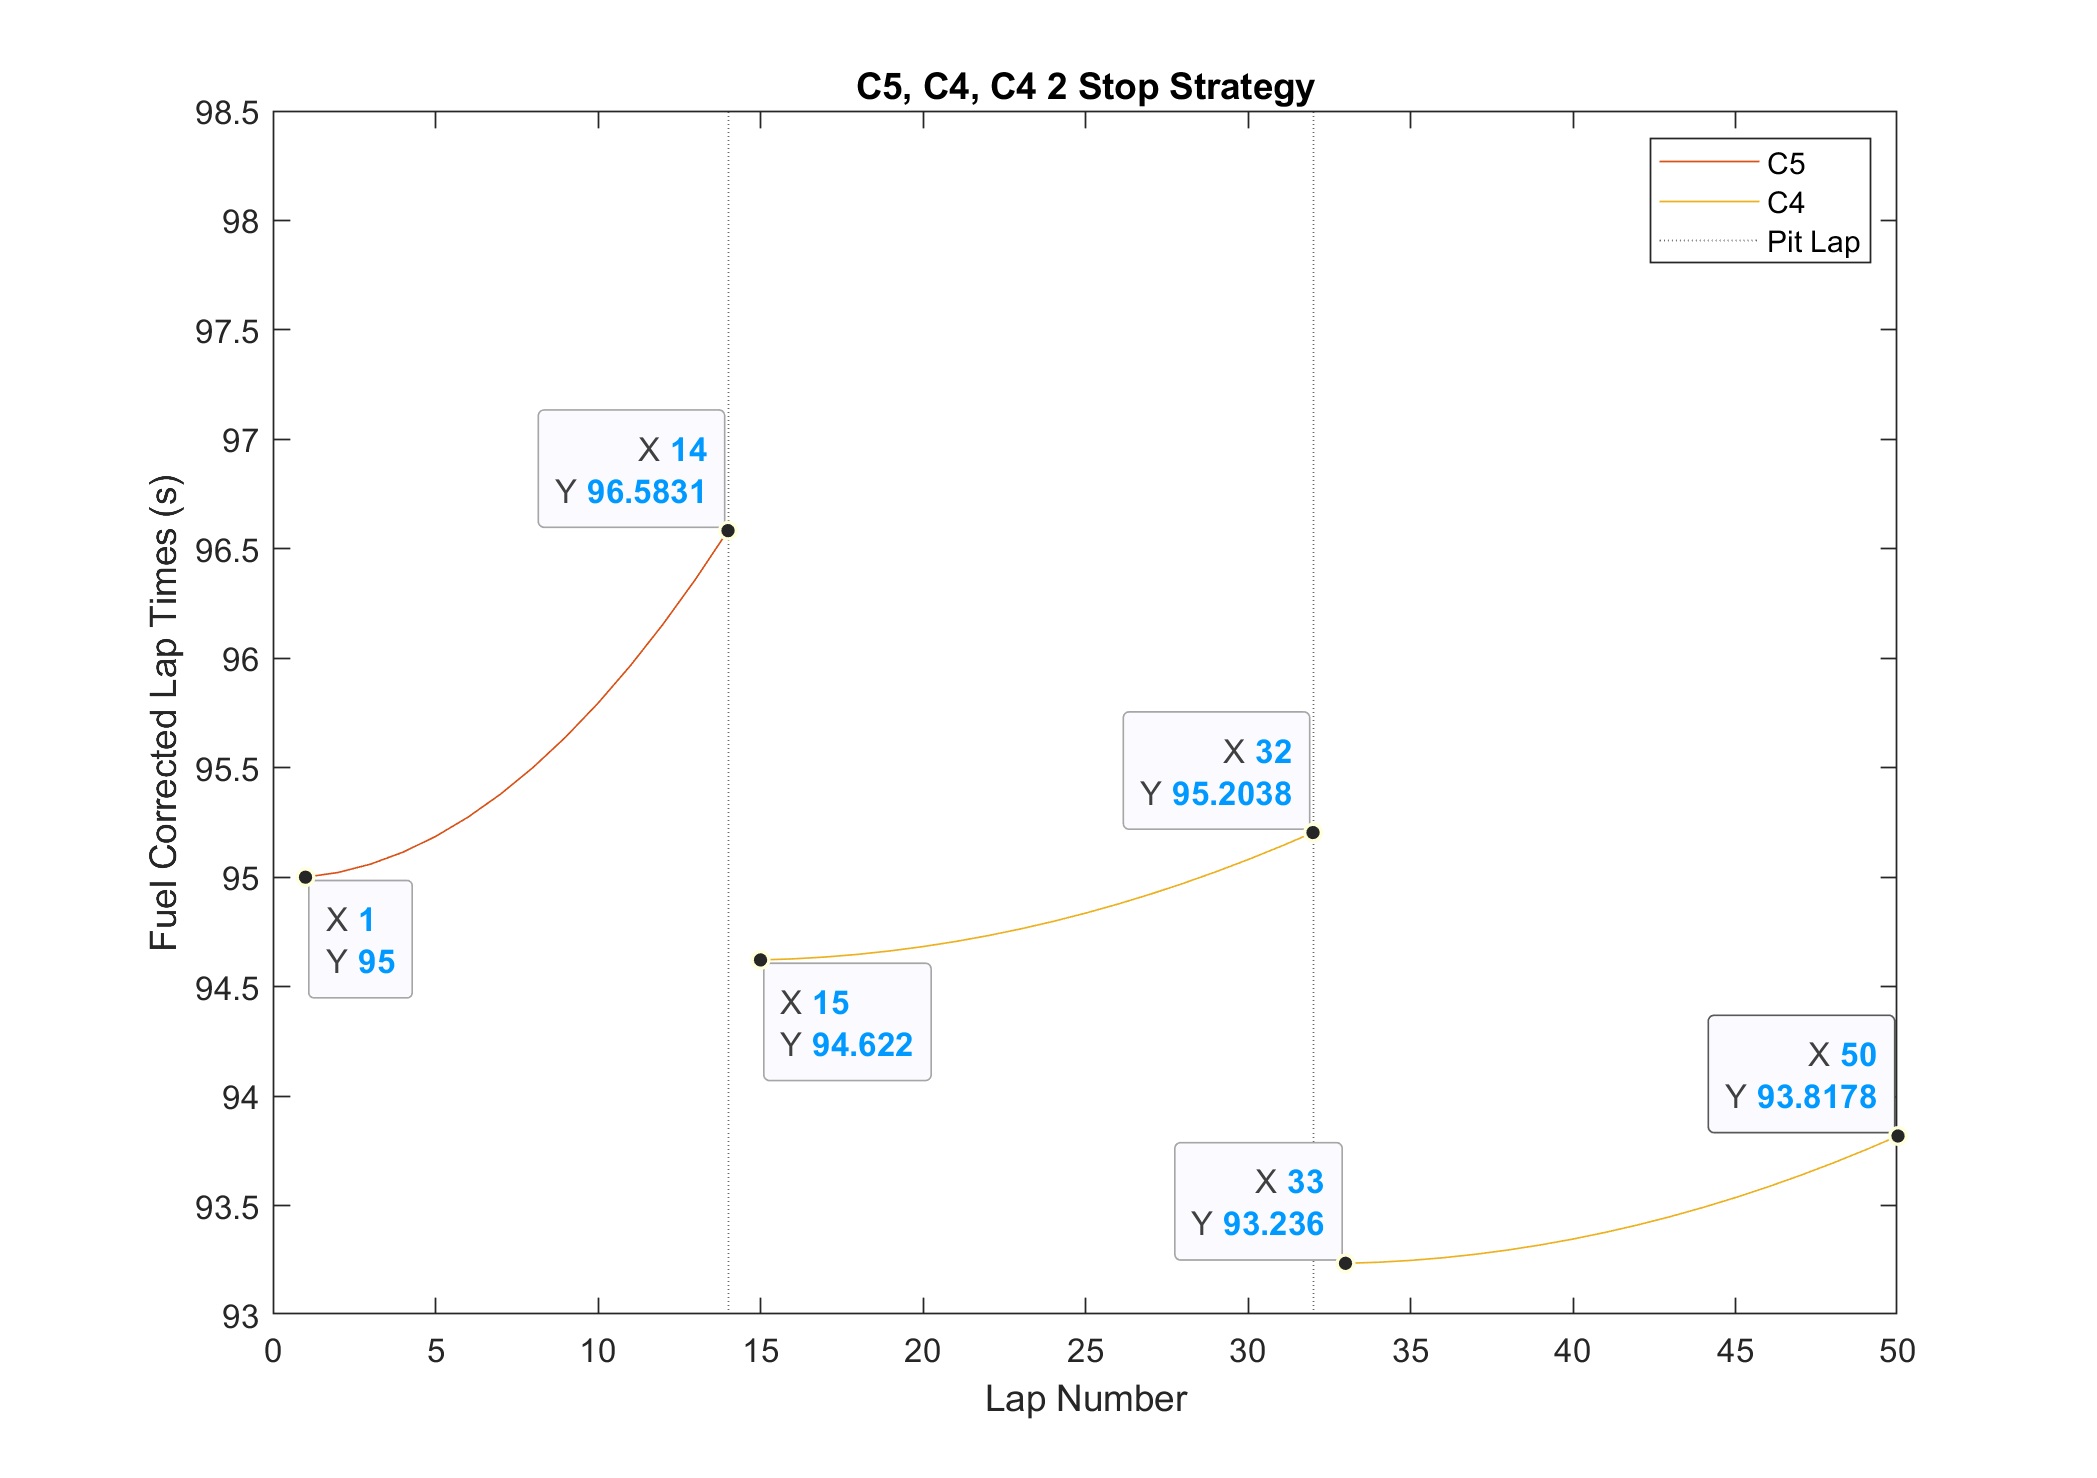 C5, C4, C4 2 Stop Strategy
98.5
98
97.5
97
96.5
96
95.5
95
94.5
94
93.5
93
Fuel Corrected Lap Times (s)
C5
C4
Pit Lap
X 14
Y 96.5831
X 1
Y 95
X 32
Y 95.2038
X 15
Y 94.622
X 50
Y 93.8178
X 33
Y 93.236
0 5 10 15 20 25 30 35 40 45 50
Lap Number